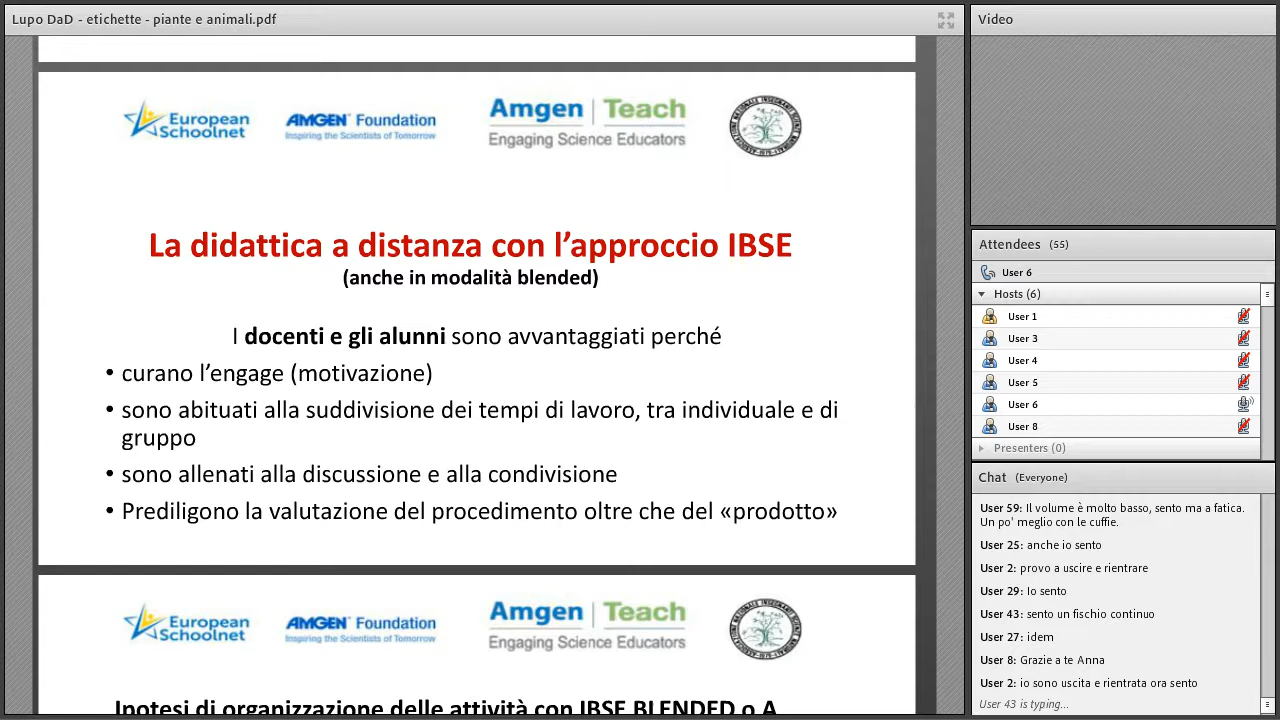 Lupo DaD - etichette - piante e animali.pdf
European
Schoolnet
AMGEN Foundation
Inspiring the Scientists of Tomorrow
Amgen | Teach
Engaging Science Educators
La didattica a distanza con l'approccio IBSE
(anche in modalità blended)
I docenti e gli alunni sono avvantaggiati perché
• curano l'engage (motivazione)
• sono abituati alla suddivisione dei tempi di lavoro, tra individuale e di
gruppo
• sono allenati alla discussione e alla condivisione
• Prediligono la valutazione del procedimento oltre che del «prodotto»
European
Schoolnet
AMGEN Foundation
Inspiring the Scientists of Tomorrow
Amgen | Teach
Engaging Science Educators
Ipotesi di organizzazione delle attività con IBSE BLENDED o A
Video
Attendees (55)
User 6
Hosts (6)
User 1
User 3
User 4
User 5
User 6
User 8
Presenters (0)
Chat (Everyone)
User 59: Il volume è molto basso, sento ma a fatica.
Un po' meglio con le cuffie.
User 25: anche io sento
User 2: provo a uscire e rientrare
User 29: Io sento
User 43: sento un fischio continuo
User 27: idem
User 8: Grazie a te Anna
User 2: io sono uscita e rientrata ora sento
User 43 is typing...